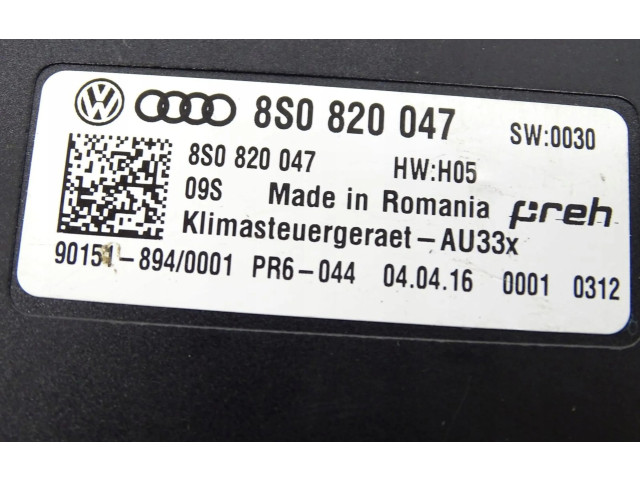 8S0 820 047 SW:0030
8S0 820 047 HW:H05
09S Made in Romania preh
Klimasteuergeraet-AU33x
90151-894/0001 PR6-044 04.04.16 0001 0312